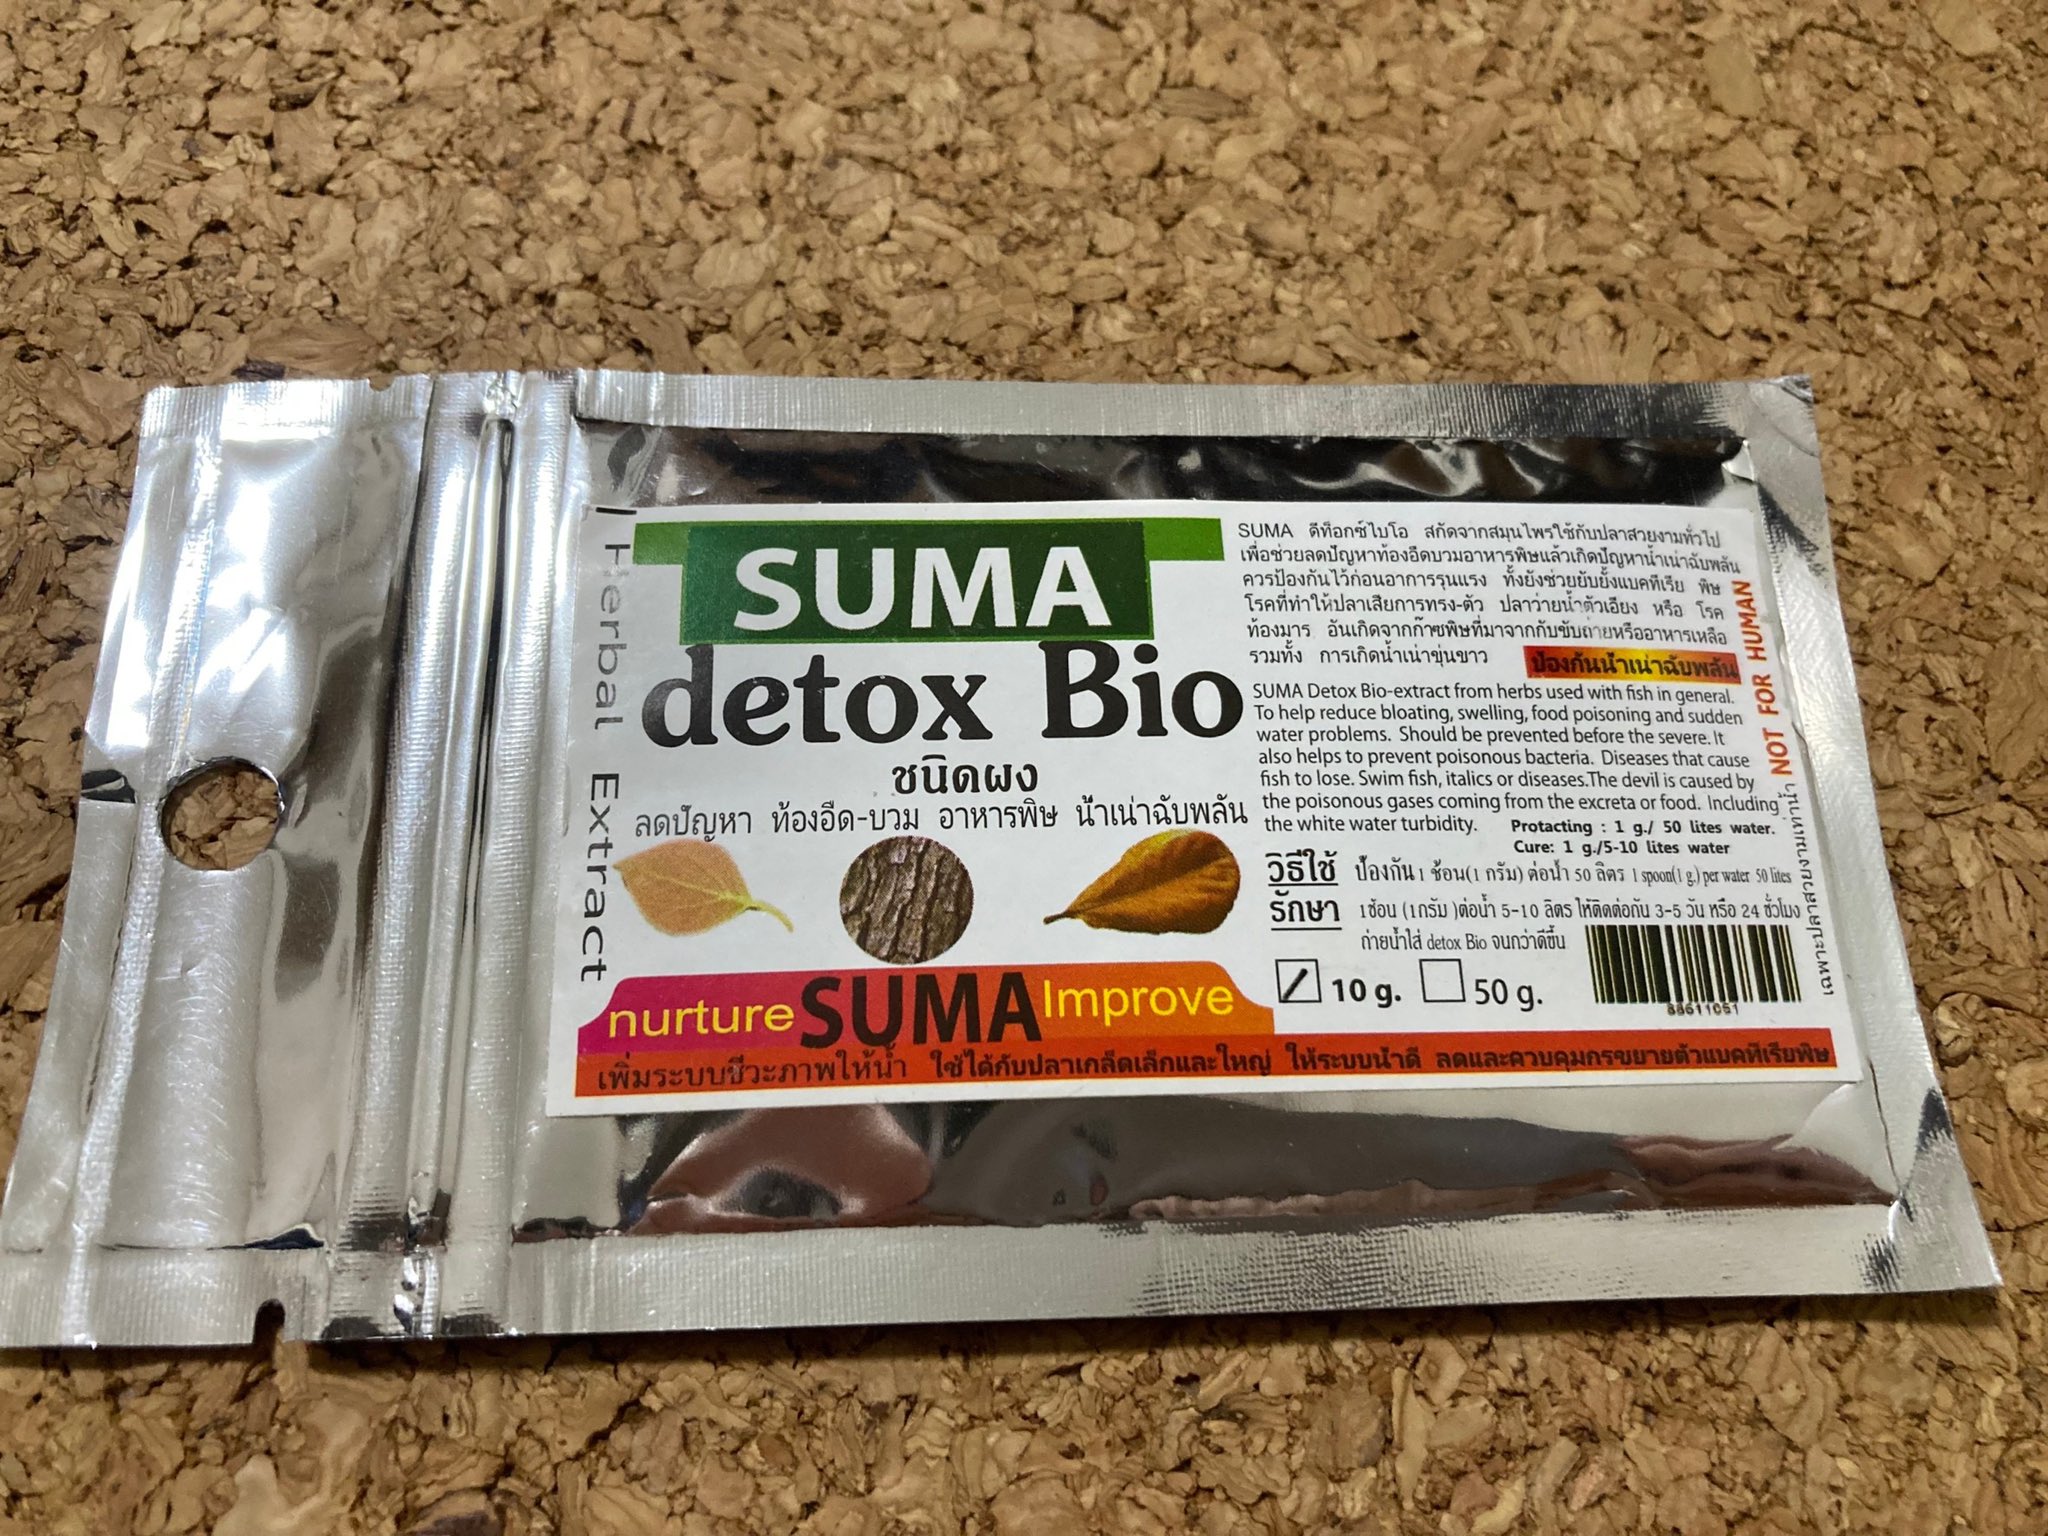 Herbal Extract
SUMA
detox Bio
ชนิดผง
ลดปัญหา ท้องอืด-บวม อาหารพิษ น้ำเน่าฉับพลัน
nurture SUMA Improve
SUMA ดีท็อกซ์ไบโอ สกัดจากสมุนไพรใช้กับปลาสวยงามทั่วไป
เพื่อช่วยลดปัญหาท้องอืดบวมอาหารพิษแล้วเกิดปัญหาน้ำเน่าฉับพลัน
ควรป้องกันไว้ก่อนอาการรุนแรง ทั้งยังช่วยยับยั้งแบคทีเรีย พิษ
โรคที่ทำให้ปลาเสียการทรง-ตัว ปลาว่ายน้ำตัวเอียง หรือ โรค
ท้องมาร อันเกิดจากก๊าซพิษที่มาจากกับขับถ่ายหรืออาหารเหลือ
รวมทั้ง การเกิดน้ำเน่าขุ่นขาว
ป้องกันน้ำเน่าฉับพลัน
SUMA Detox Bio-extract from herbs used with fish in general.
To help reduce bloating, swelling, food poisoning and sudden
water problems. Should be prevented before the severe. It
also helps to prevent poisonous bacteria. Diseases that cause
fish to lose. Swim fish, italics or diseases.The devil is caused by
the poisonous gases coming from the excreta or food. Including
the white water turbidity.
Protacting : 1 g./ 50 lites water.
Cure: 1 g./5-10 lites water
วิธีใช้ ป้องกัน 1 ช้อน(1 กรัม) ต่อน้ำ 50 ลิตร 1 spoon(1 g.) per water 50 lites
รักษา 1ช้อน (1กรัม )ต่อน้ำ 5-10 ลิตร ให้ติดต่อกัน 3-5 วัน หรือ 24 ชั่วโมง
ถ่ายน้ำใส่ detox Bio จนกว่าดีขึ้น
10 g. 50 g.
88611051
NOT FOR HUMAN
เพิ่มระบบชีวะภาพให้น้ำ ใช้ได้กับปลาเกล็ดเล็กและใหญ่ ให้ระบบน้ำดี ลดและควบคุมกรขยายตัวแบคทีเรียพิษ